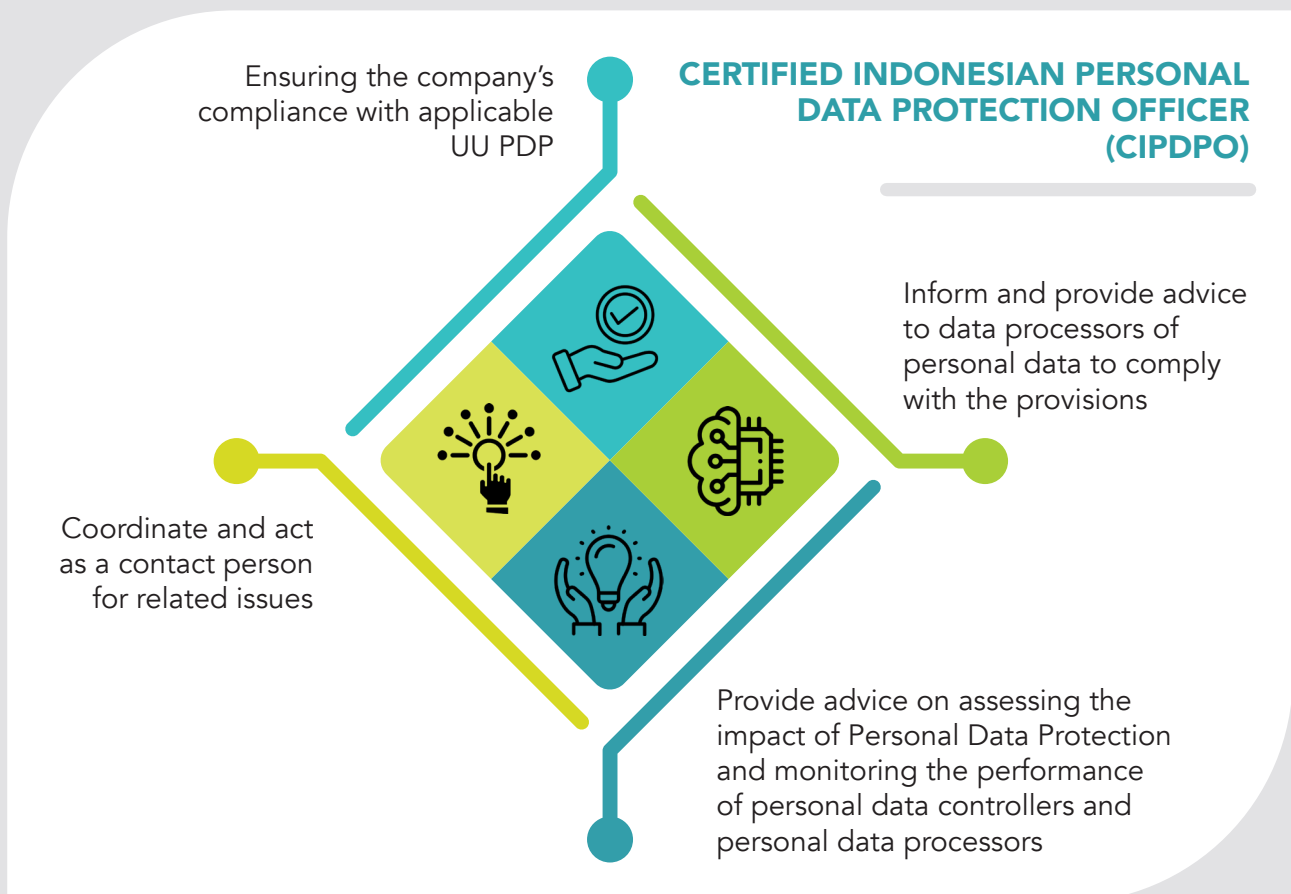 CERTIFIED INDONESIAN PERSONAL
DATA PROTECTION OFFICER
(CIPDPO)
Ensuring the company’s
compliance with applicable
UU PDP
Inform and provide advice
to data processors of
personal data to comply
with the provisions
Coordinate and act
as a contact person
for related issues
Provide advice on assessing the
impact of Personal Data Protection
and monitoring the performance
of personal data controllers and
personal data processors